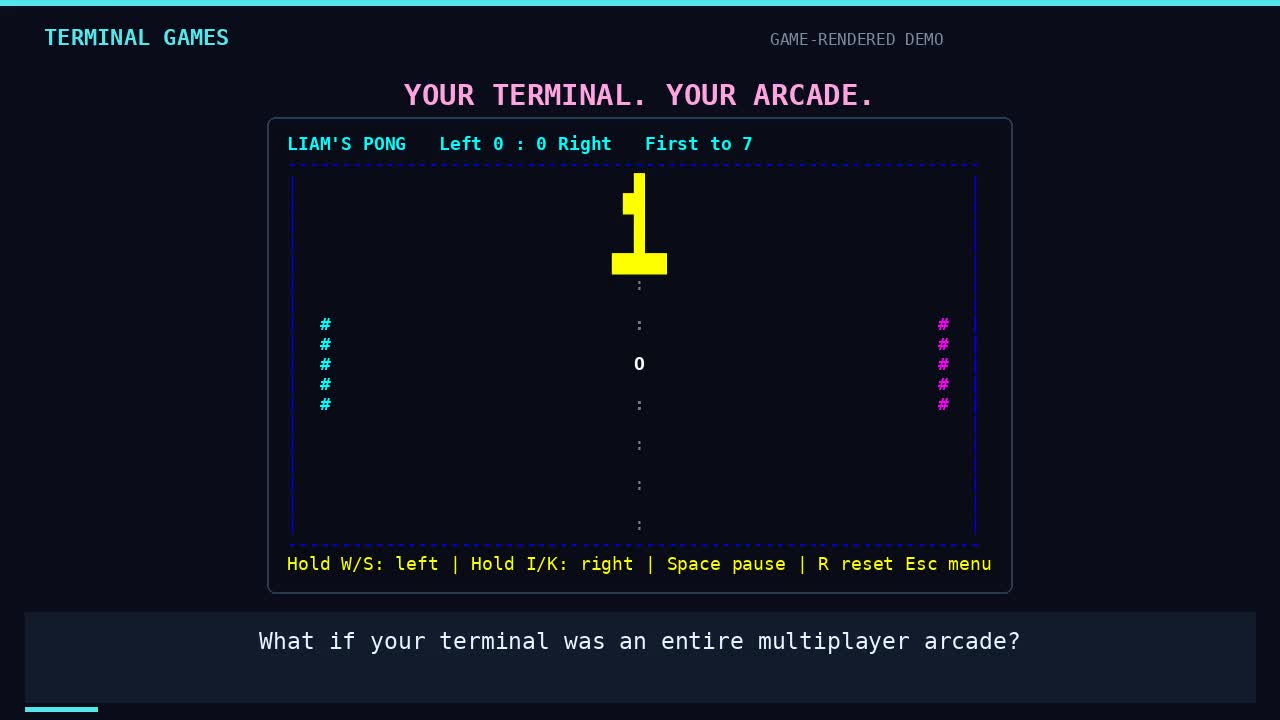 TERMINAL GAMES
GAME-RENDERED DEMO
YOUR TERMINAL. YOUR ARCADE.
LIAM'S PONG   Left 0 : 0 Right   First to 7
1
:
# : #
# #
# O #
# #
# : #
:
:
:
Hold W/S: left | Hold I/K: right | Space pause | R reset Esc menu
What if your terminal was an entire multiplayer arcade?